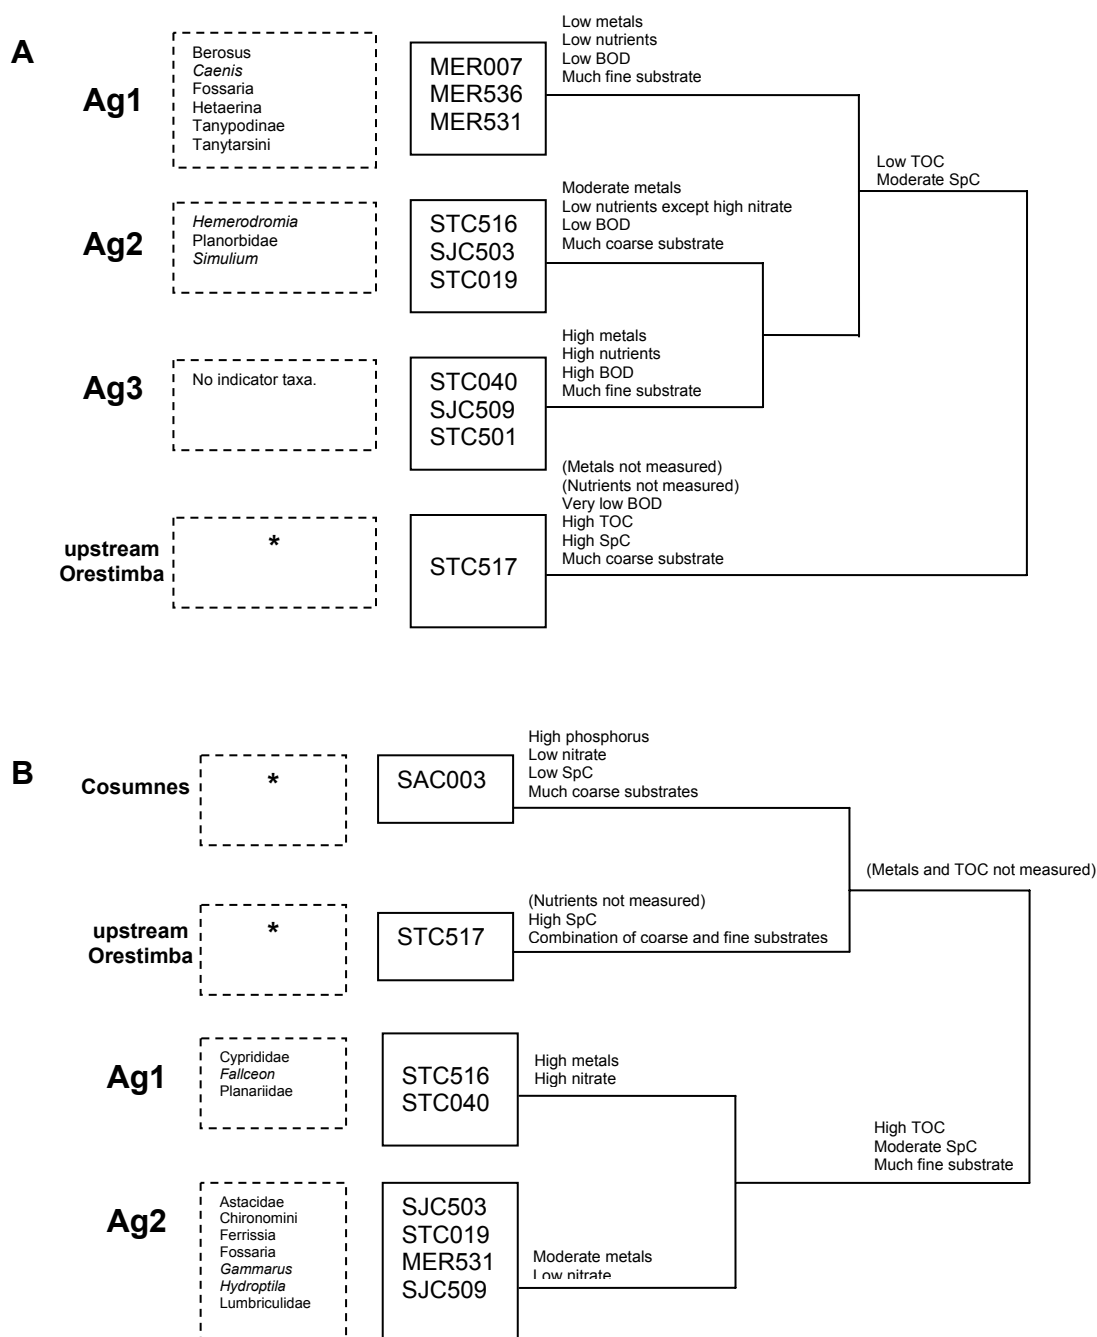 A
Ag1
Berosus
Caenis
Fossaria
Hetaerina
Tanypodinae
Tanytarsini
MER007
MER536
MER531
Low metals
Low nutrients
Low BOD
Much fine substrate
Low TOC
Moderate SpC
Ag2
Hemerodromia
Planorbidae
Simulium
STC516
SJC503
STC019
Moderate metals
Low nutrients except high nitrate
Low BOD
Much coarse substrate
Ag3
No indicator taxa.
STC040
SJC509
STC501
High metals
High nutrients
High BOD
Much fine substrate
upstream
Orestimba
*
STC517
(Metals not measured)
(Nutrients not measured)
Very low BOD
High TOC
High SpC
Much coarse substrate
B
Cosumnes
*
SAC003
High phosphorus
Low nitrate
Low SpC
Much coarse substrates
(Metals and TOC not measured)
upstream
Orestimba
*
STC517
(Nutrients not measured)
High SpC
Combination of coarse and fine substrates
Ag1
Cyprididae
Fallceon
Planariidae
STC516
STC040
High metals
High nitrate
High TOC
Moderate SpC
Much fine substrate
Ag2
Astacidae
Chironomini
Ferrissia
Fossaria
Gammarus
Hydroptila
Lumbriculidae
SJC503
STC019
MER531
SJC509
Moderate metals
Low nitrate